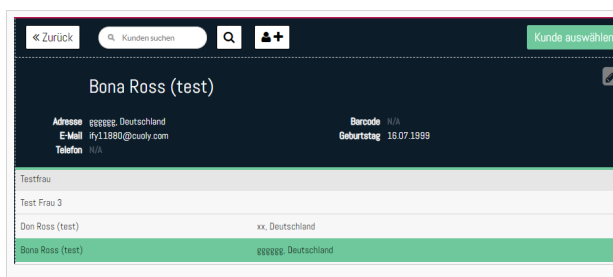 « Zurück Kunden suchen Kunde auswählen
Bona Ross (test)
Adresse gggggg, Deutschland Barcode N/A
E-Mail ify11880@cuoly.com Geburtstag 16.07.1999
Telefon N/A
Testfrau
Test Frau 3
Don Ross (test) xx, Deutschland
Bona Ross (test) gggggg, Deutschland